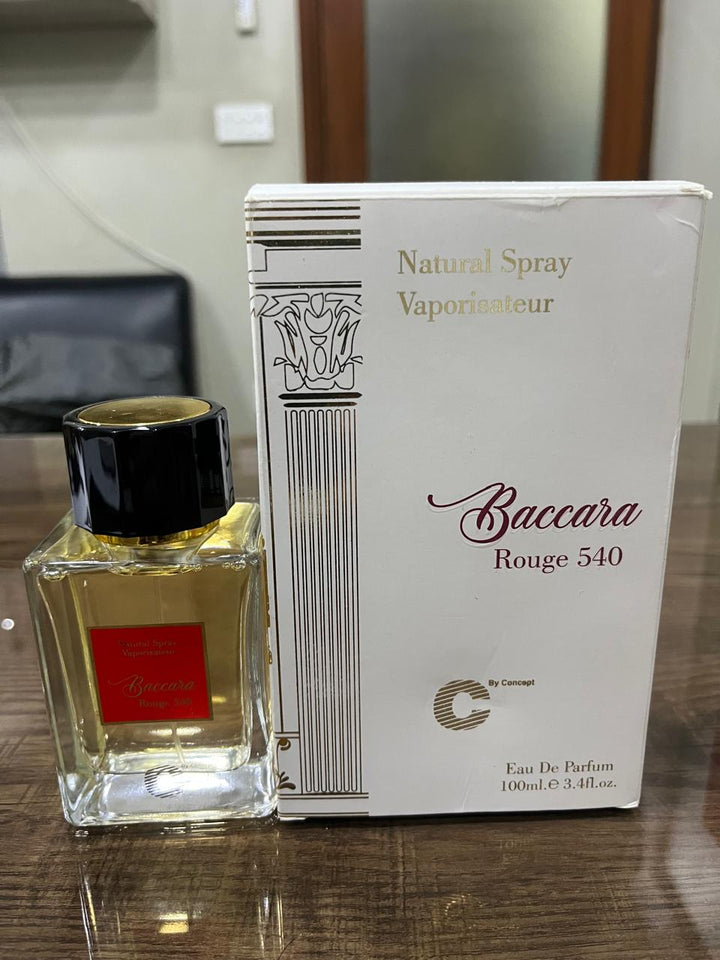 Natural Spray
Vaporisateur
Baccara
Rouge 540
C By Concept
Eau De Parfum
100ml.℮ 3.4fl.oz.
Natural Spray
Vaporisateur
Baccara
Rouge 540
C